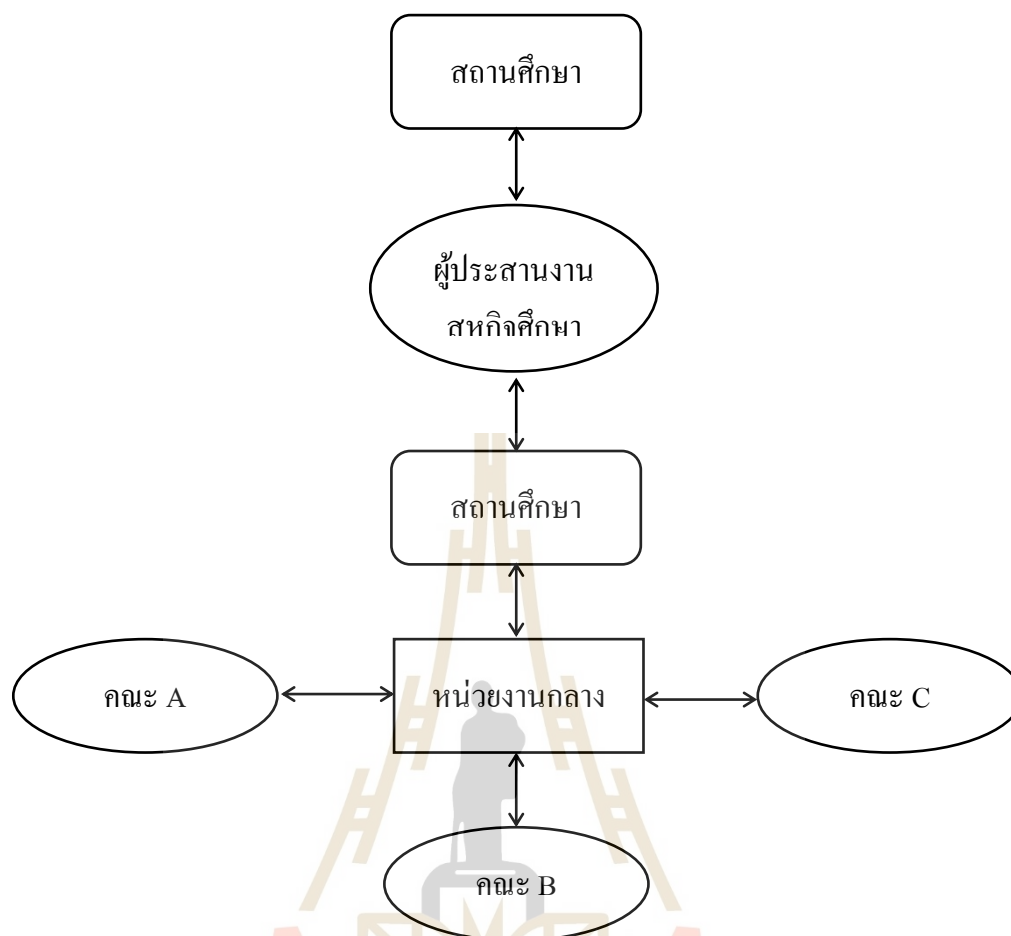 สถานศึกษา
ผู้ประสานงาน
สหกิจศึกษา
สถานศึกษา
คณะ A
หน่วยงานกลาง
คณะ C
คณะ B